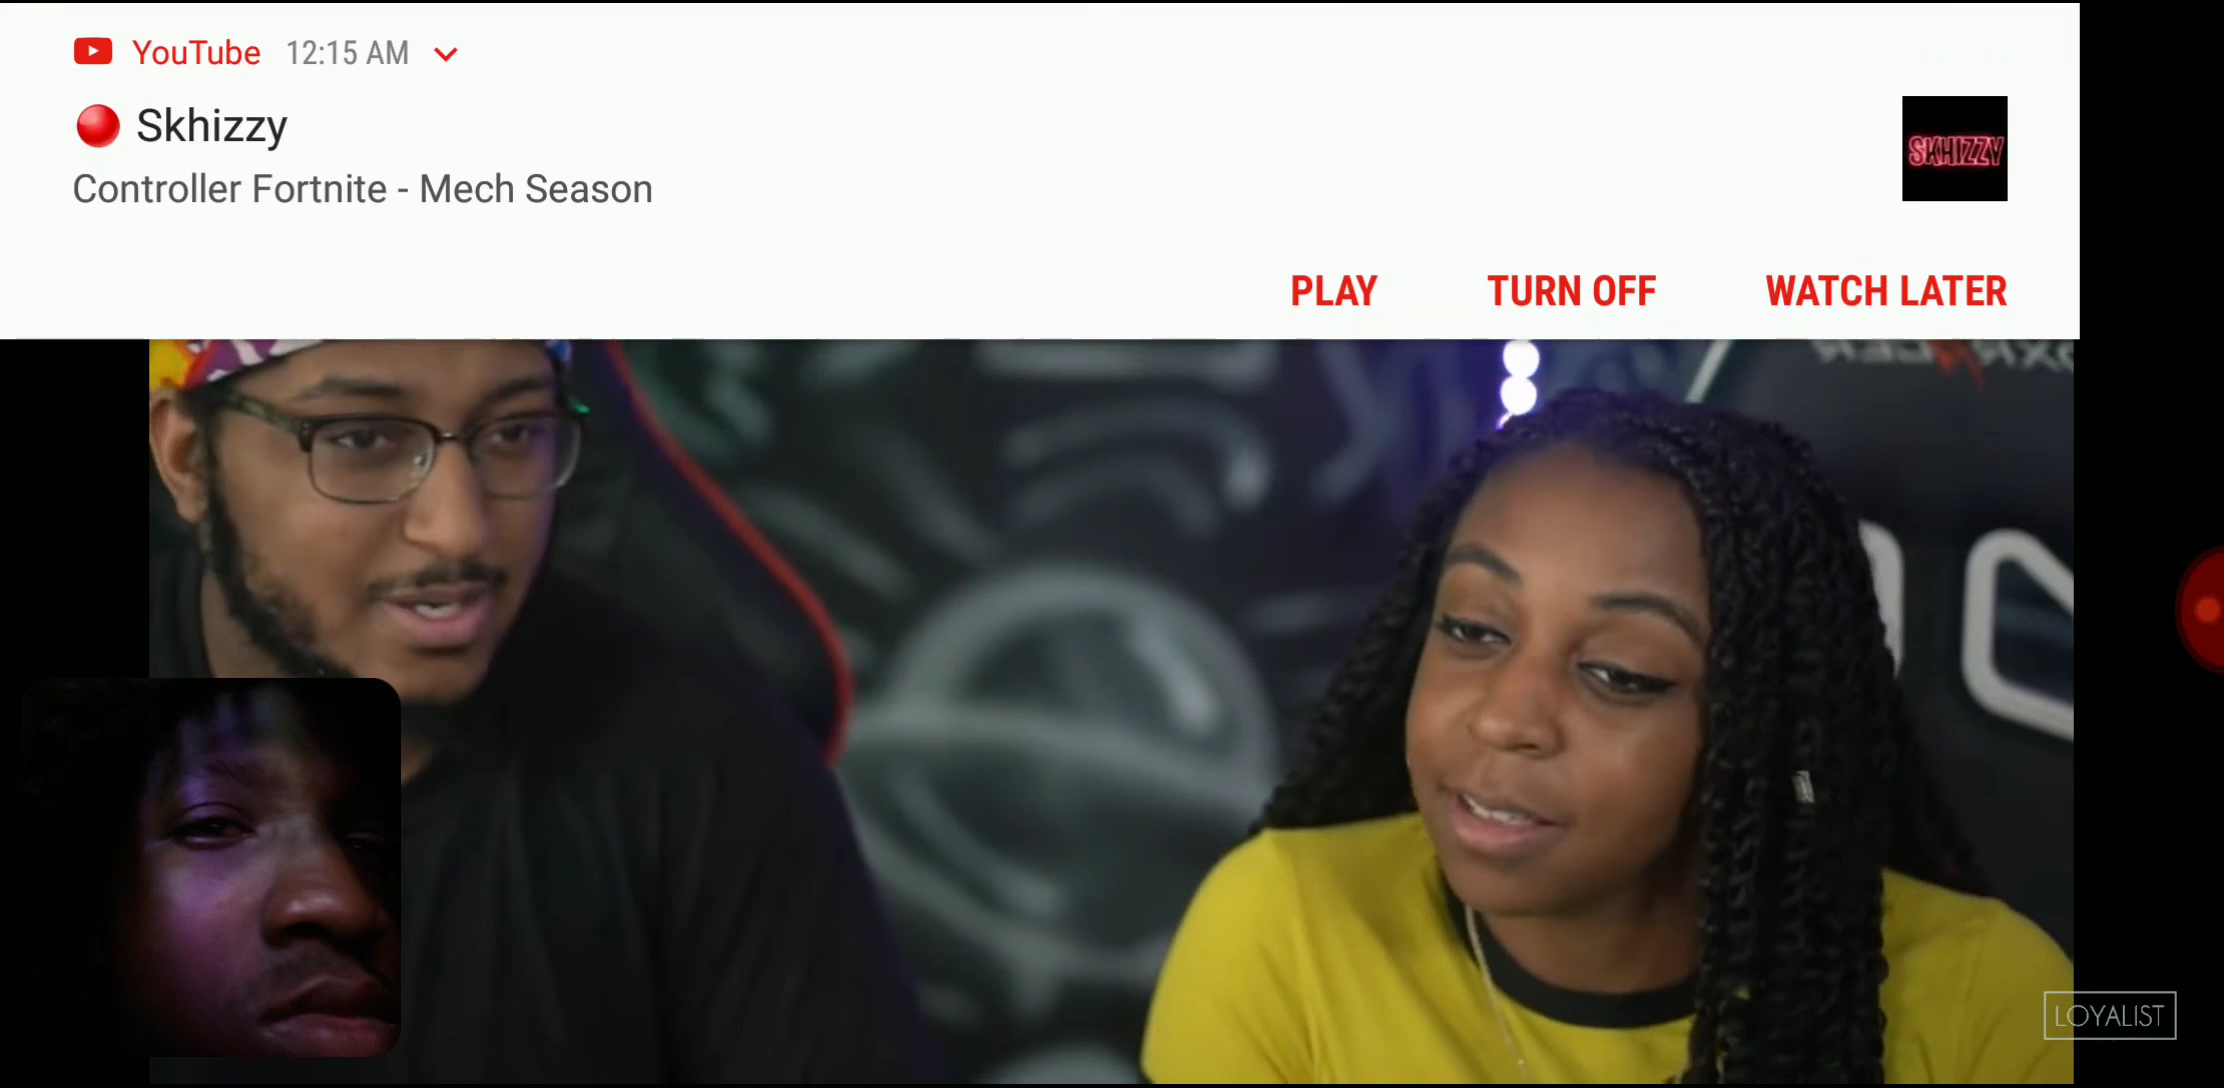 YouTube 12:15 AM
🔴 Skhizzy
SKHIZZY
Controller Fortnite - Mech Season
PLAY TURN OFF WATCH LATER
LOYALIST